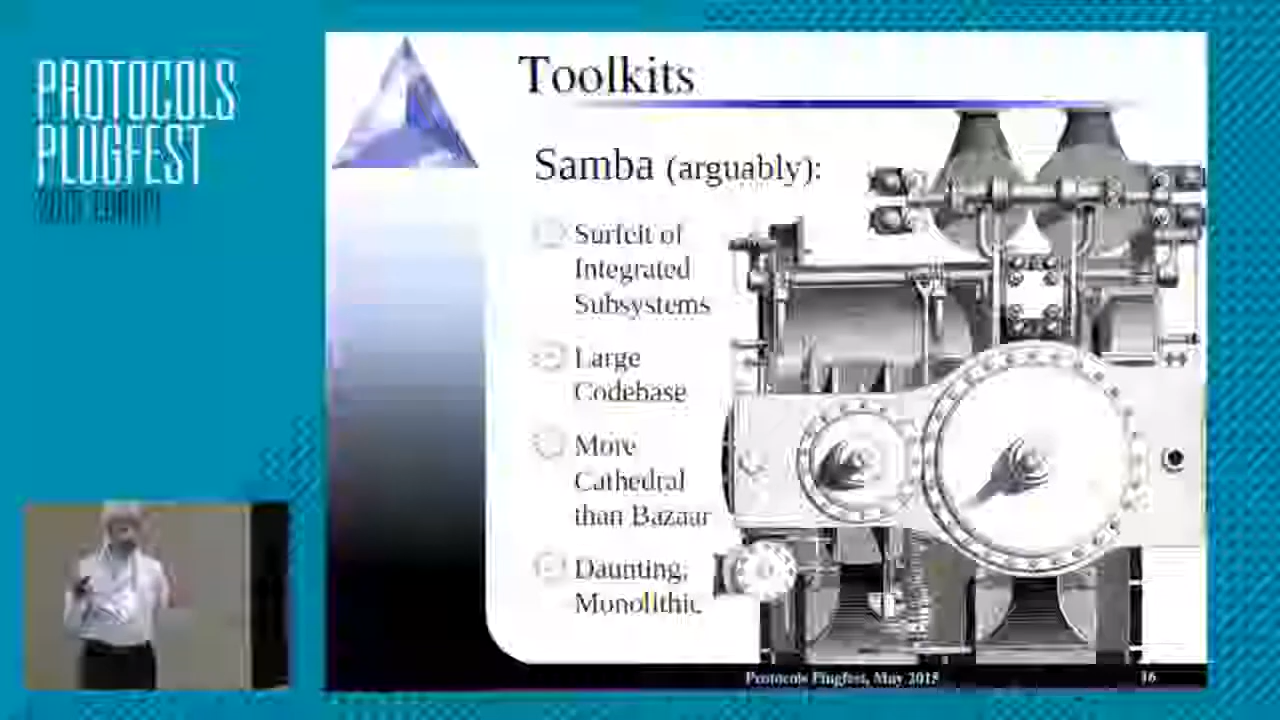 PROTOCOLS
PLUGFEST
Toolkits
Samba (arguably):
Surfeit of
Integrated
Subsystems
Large
Codebase
More
Cathedral
than Bazaar
Daunting,
Monolithic
Protocols Plugfest, May 2015
16